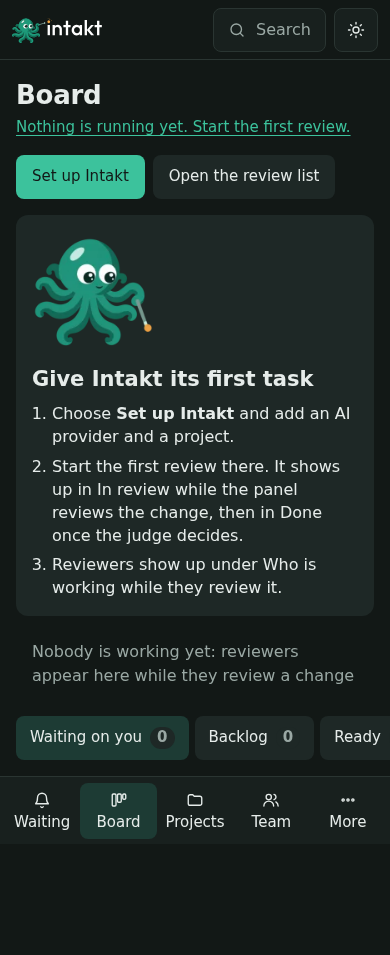 intakt
Search
Board
Nothing is running yet. Start the first review.
Set up Intakt
Open the review list
Give Intakt its first task
1. Choose Set up Intakt and add an AI
provider and a project.
2. Start the first review there. It shows
up in In review while the panel
reviews the change, then in Done
once the judge decides.
3. Reviewers show up under Who is
working while they review it.
Nobody is working yet: reviewers
appear here while they review a change
Waiting on you 0
Backlog 0
Ready
Waiting
Board
Projects
Team
More